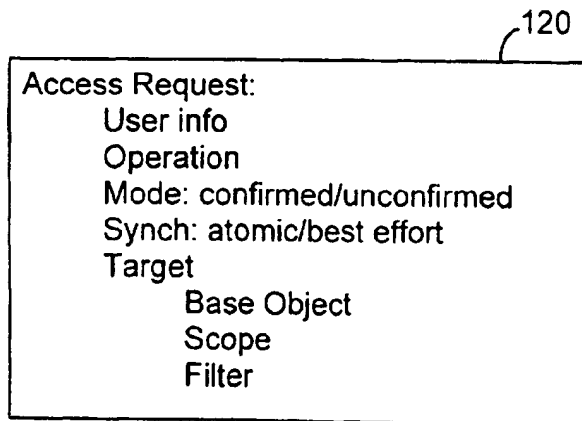 120
Access Request:
User info
Operation
Mode: confirmed/unconfirmed
Synch: atomic/best effort
Target
Base Object
Scope
Filter